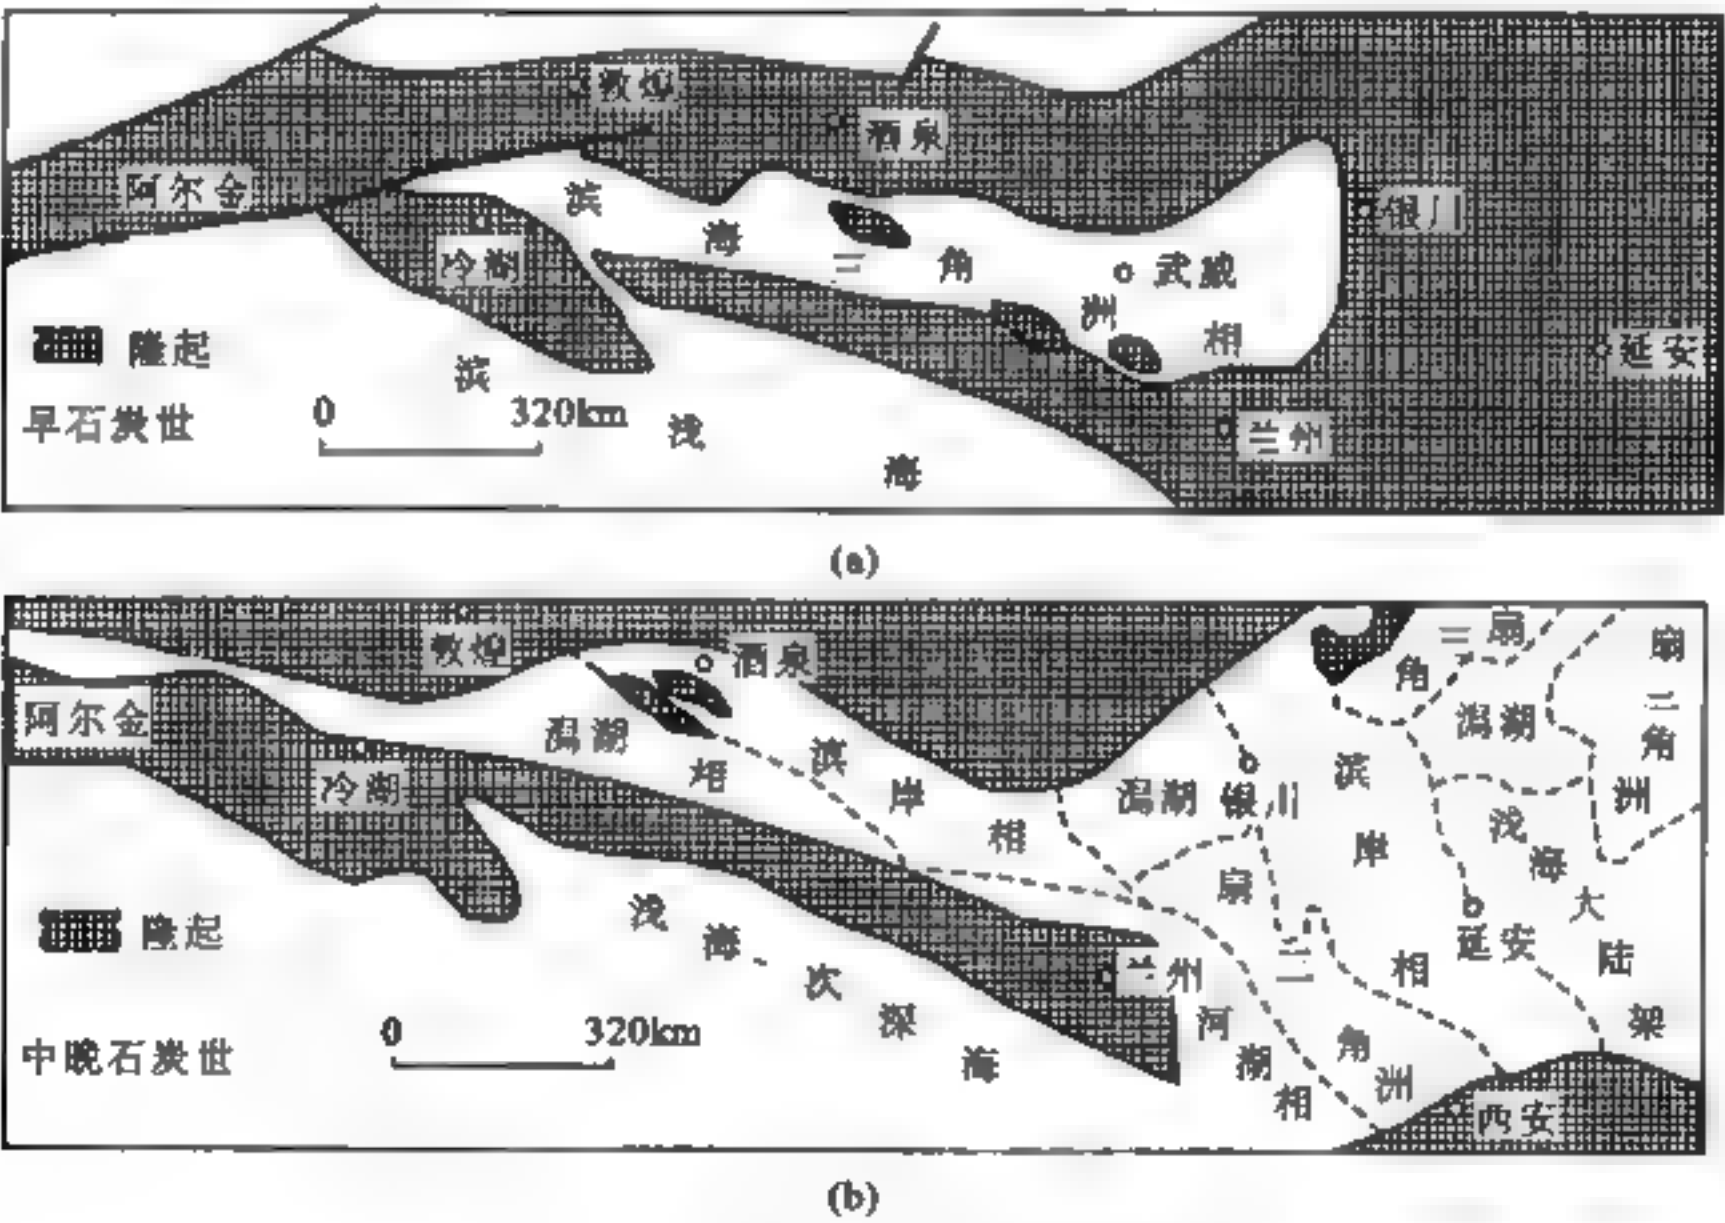 敦煌
酒泉
阿尔金
滨海三角洲相
银川
冷湖
武威
隆起
延安
滨浅海
早石炭世
0 320km
兰州
(a)
敦煌
酒泉
扇三角
扇三角洲
阿尔金
潟湖
潟湖
冷湖
滨岸相
潟湖
银川
滨岸相
浅海大陆架
扇三角洲
隆起
浅海-次深海
延安
兰州
河湖相
中晚石炭世
0 320km
西安
(b)